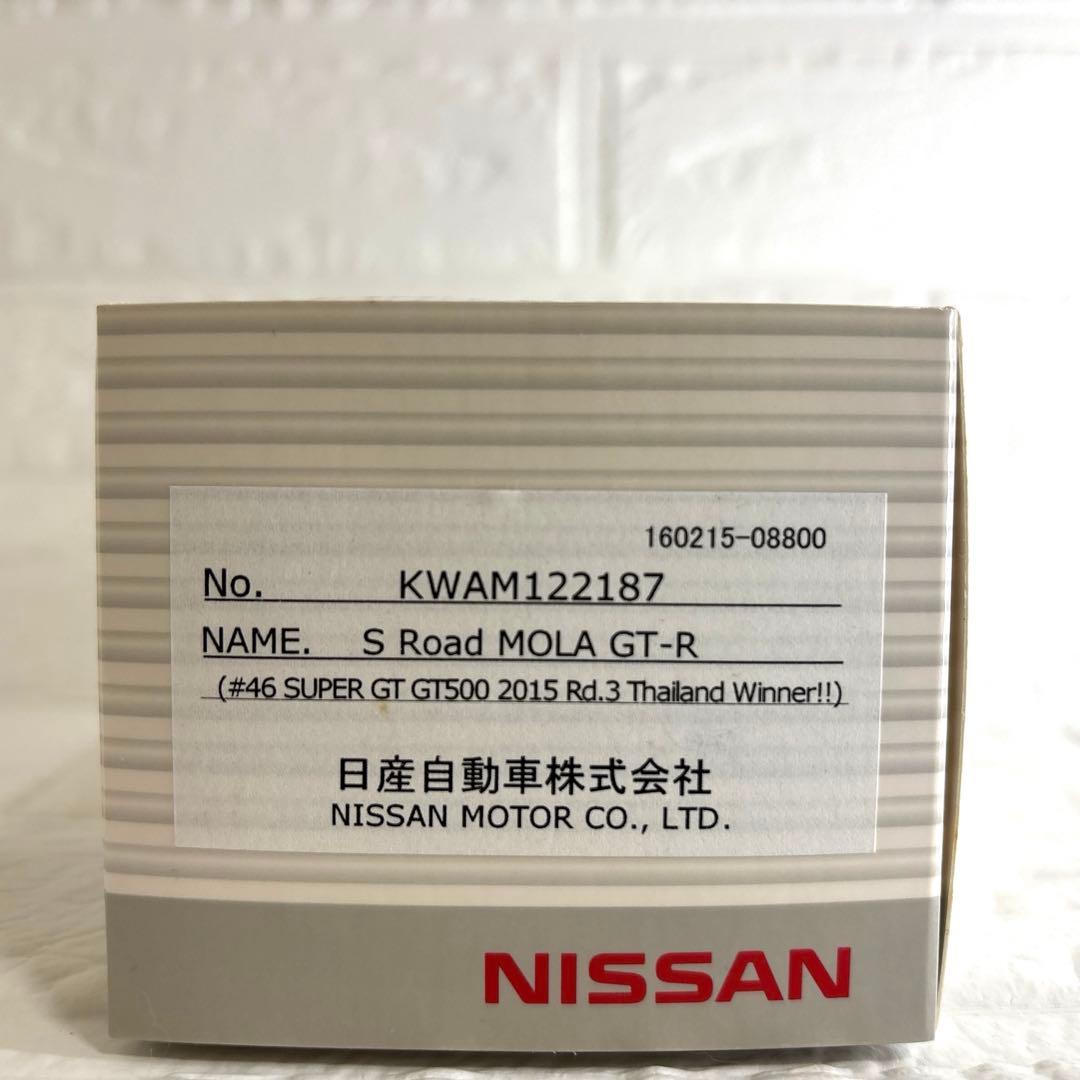 160215-08800
No. KWAM122187
NAME. S Road MOLA GT-R
(#46 SUPER GT GT500 2015 Rd.3 Thailand Winner!!)
日産自動車株式会社
NISSAN MOTOR CO., LTD.
NISSAN